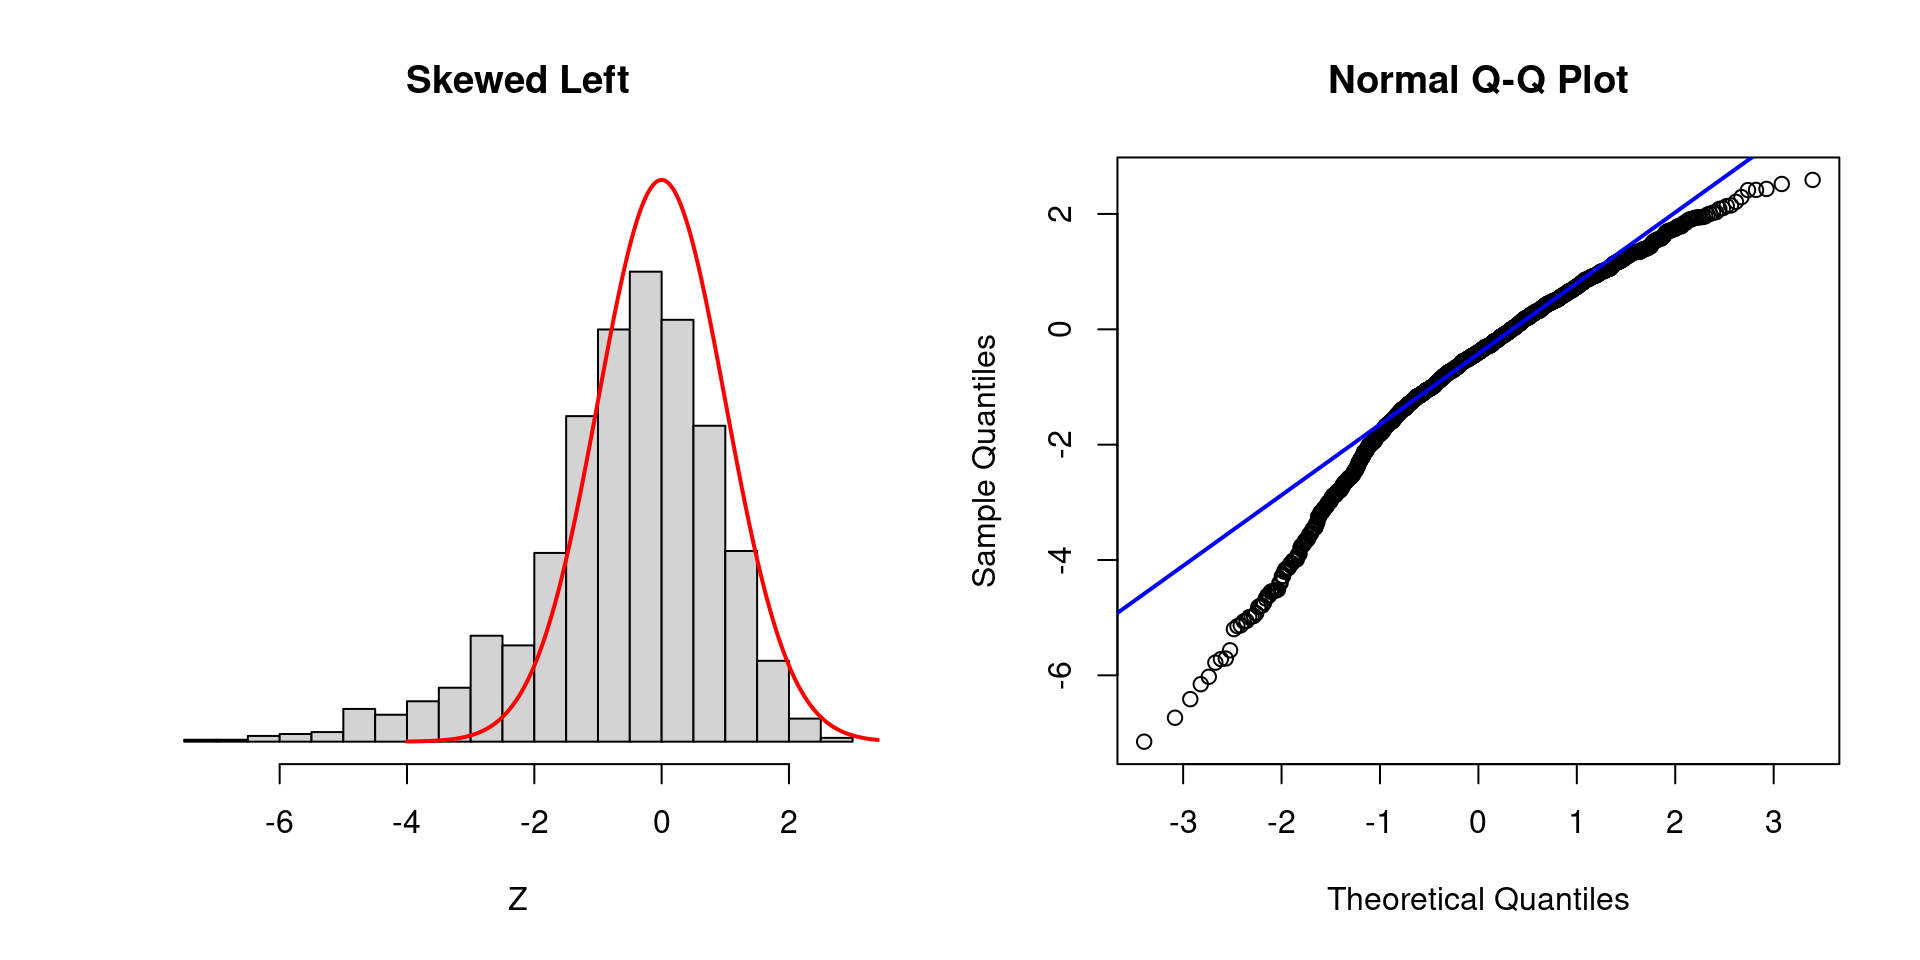 Skewed Left
-6 -4 -2 0 2
Z
Normal Q-Q Plot
Sample Quantiles
2
0
-2
-4
-6
-3 -2 -1 0 1 2 3
Theoretical Quantiles